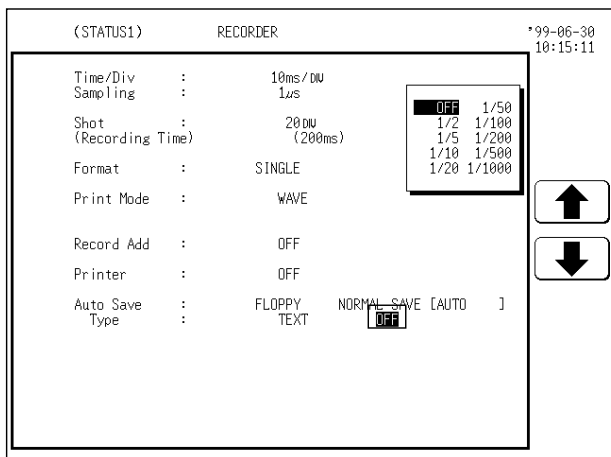 (STATUS1) RECORDER '99-06-30
10:15:11
Time/Div : 10ms/DIV
Sampling : 1µs
Shot : 20DIV
(Recording Time) (200ms)
Format : SINGLE
Print Mode : WAVE
Record Add : OFF
Printer : OFF
Auto Save : FLOPPY NORMAL SAVE [AUTO ]
Type : TEXT OFF
OFF 1/50
1/2 1/100
1/5 1/200
1/10 1/500
1/20 1/1000